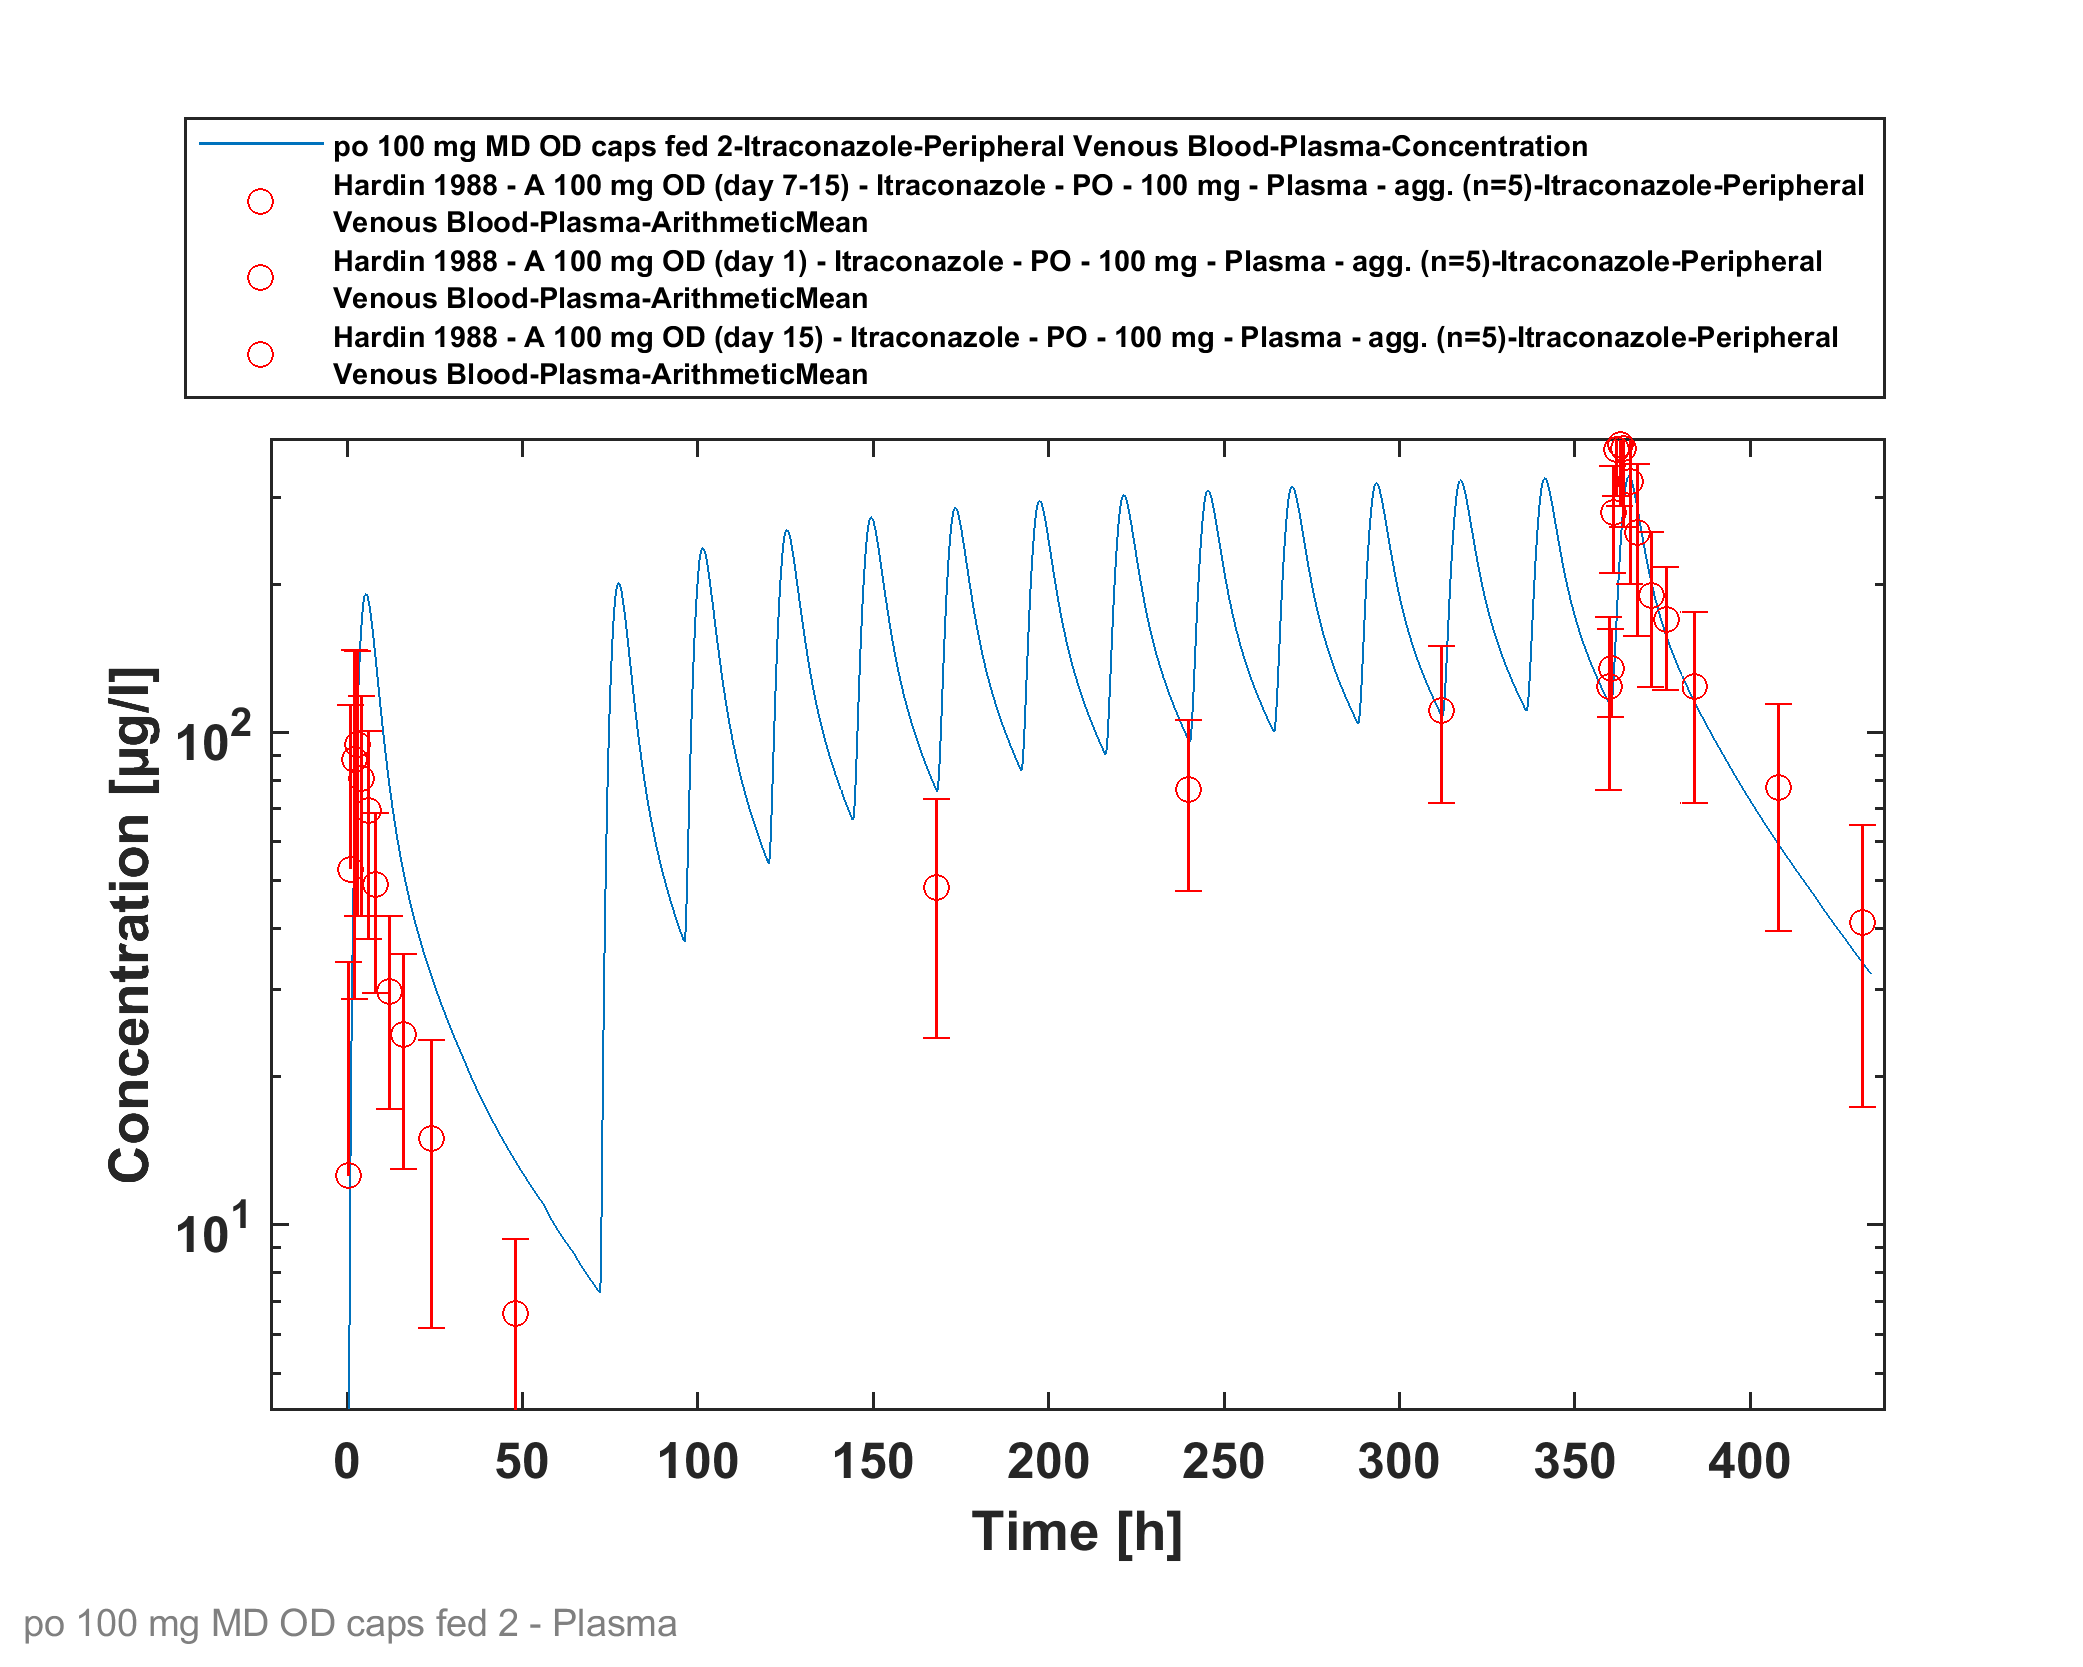 po 100 mg MD OD caps fed 2-Itraconazole-Peripheral Venous Blood-Plasma-Concentration
Hardin 1988 - A 100 mg OD (day 7-15) - Itraconazole - PO - 100 mg - Plasma - agg. (n=5)-Itraconazole-Peripheral
Venous Blood-Plasma-ArithmeticMean
Hardin 1988 - A 100 mg OD (day 1) - Itraconazole - PO - 100 mg - Plasma - agg. (n=5)-Itraconazole-Peripheral
Venous Blood-Plasma-ArithmeticMean
Hardin 1988 - A 100 mg OD (day 15) - Itraconazole - PO - 100 mg - Plasma - agg. (n=5)-Itraconazole-Peripheral
Venous Blood-Plasma-ArithmeticMean
Concentration [µg/l]
10²
10¹
0 50 100 150 200 250 300 350 400
Time [h]
po 100 mg MD OD caps fed 2 - Plasma